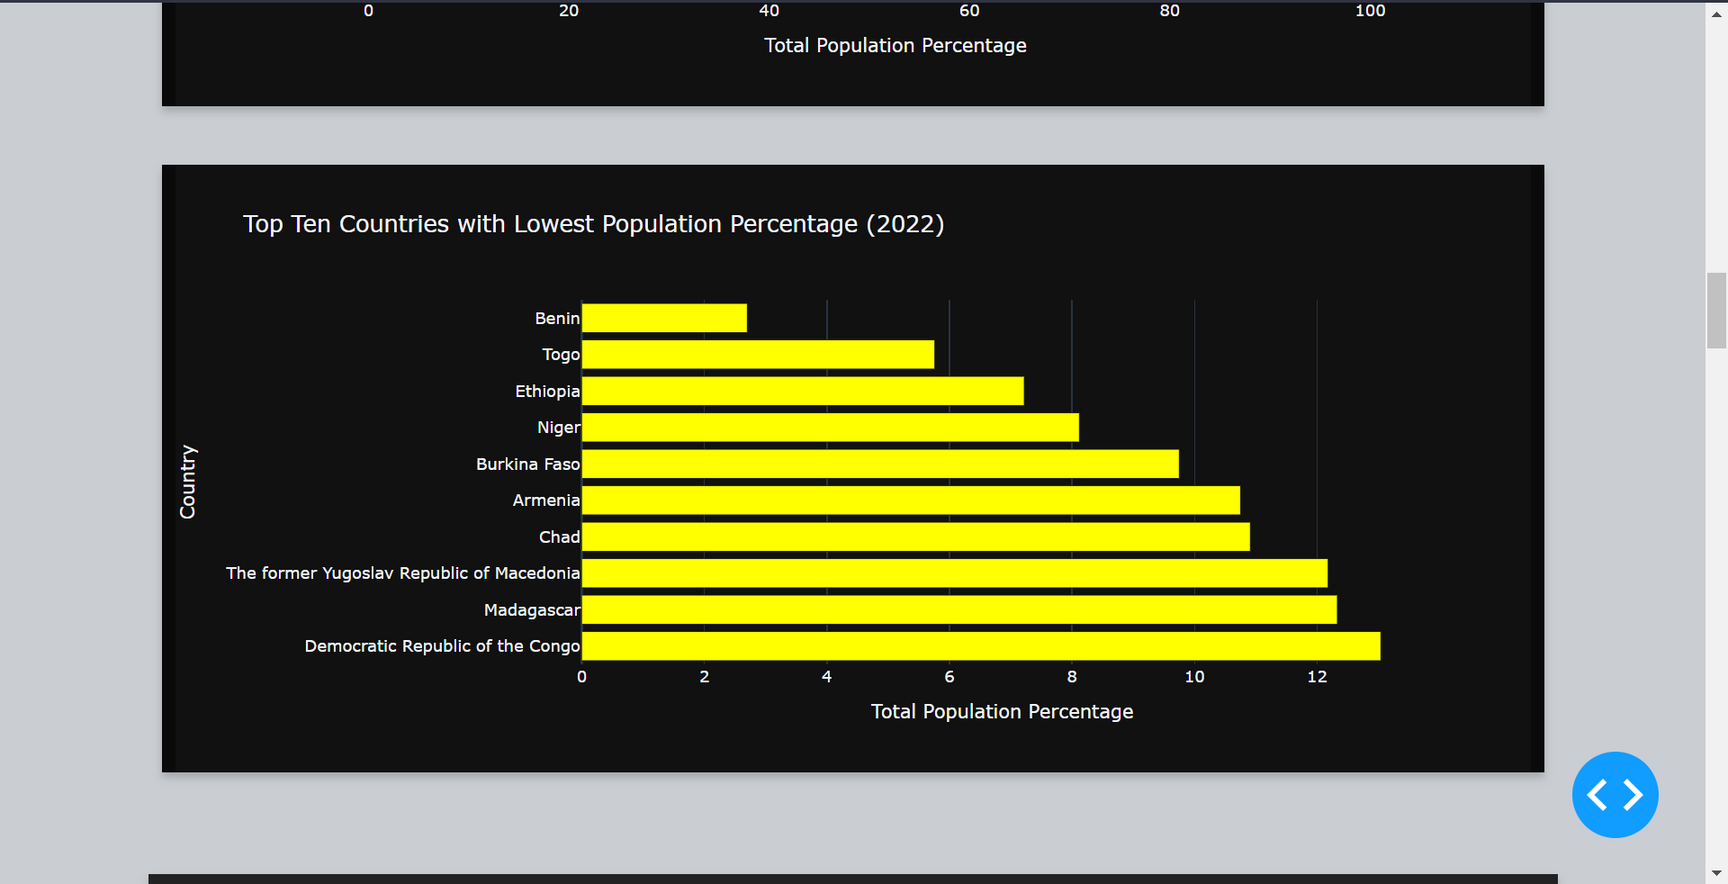 0 20 40 60 80 100
Total Population Percentage
Top Ten Countries with Lowest Population Percentage (2022)
Country
Benin
Togo
Ethiopia
Niger
Burkina Faso
Armenia
Chad
The former Yugoslav Republic of Macedonia
Madagascar
Democratic Republic of the Congo
0 2 4 6 8 10 12
Total Population Percentage